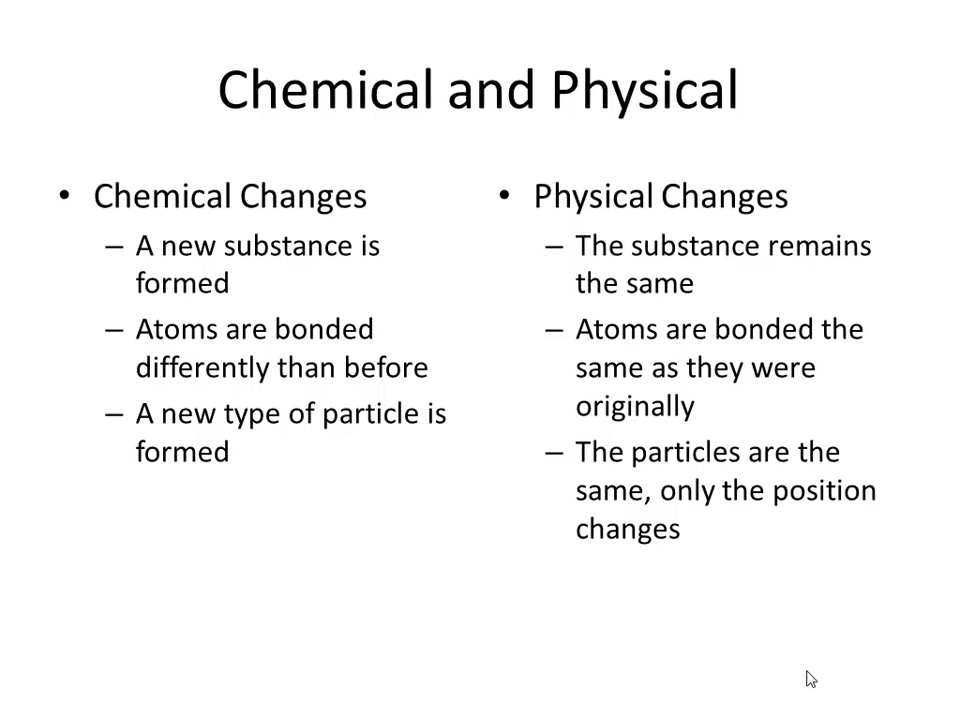 Chemical and Physical
• Chemical Changes
– A new substance is
formed
– Atoms are bonded
differently than before
– A new type of particle is
formed
• Physical Changes
– The substance remains
the same
– Atoms are bonded the
same as they were
originally
– The particles are the
same, only the position
changes